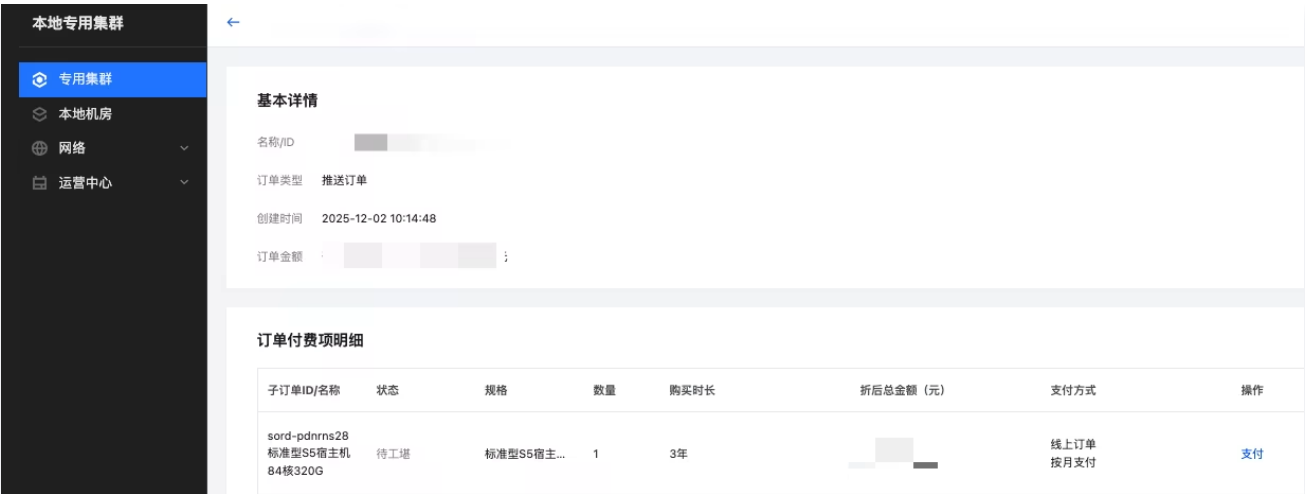 本地专用集群
←
专用集群
本地机房
网络
运营中心
基本详情
名称/ID
订单类型 推送订单
创建时间 2025-12-02 10:14:48
订单金额
订单付费项明细
子订单ID/名称 状态 规格 数量 购买时长 折后总金额（元） 支付方式 操作
sord-pdnrns28
标准型S5宿主机
84核320G
待工堪
标准型S5宿主...
1
3年
线上订单
按月支付
支付